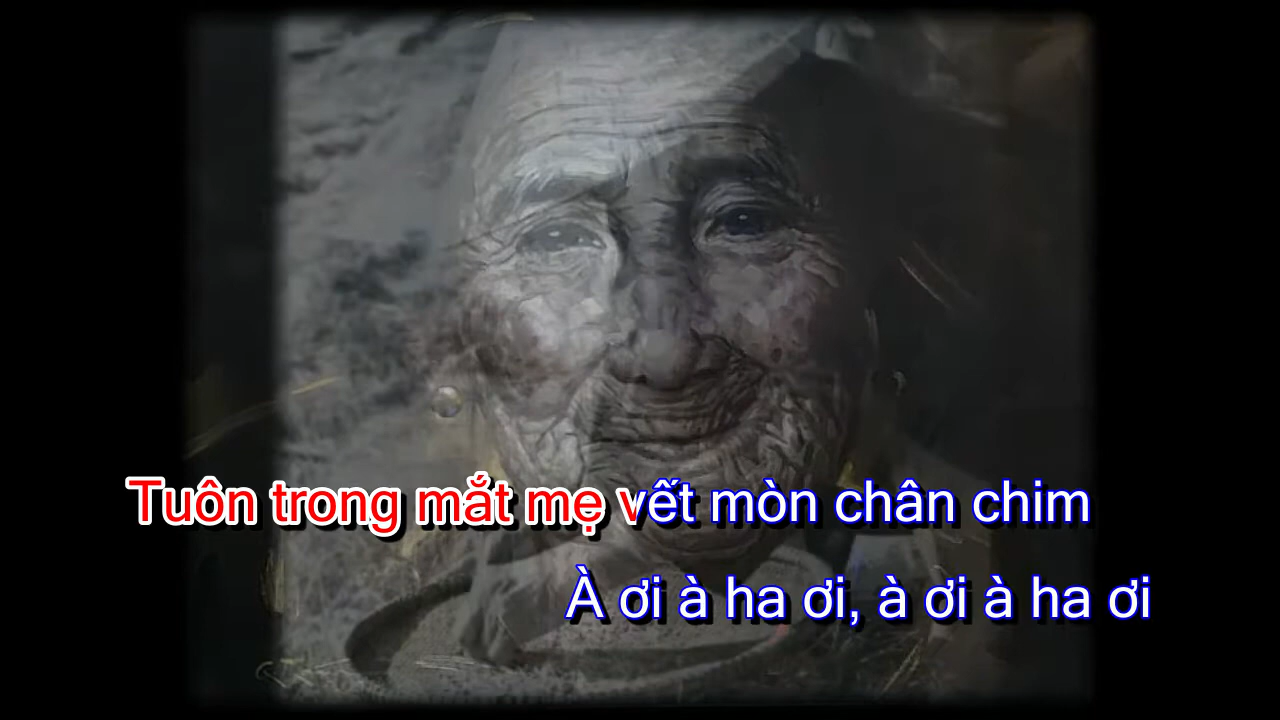 Tuôn trong mắt mẹ vết mòn chân chim
À ơi à ha ơi, à ơi à ha ơi